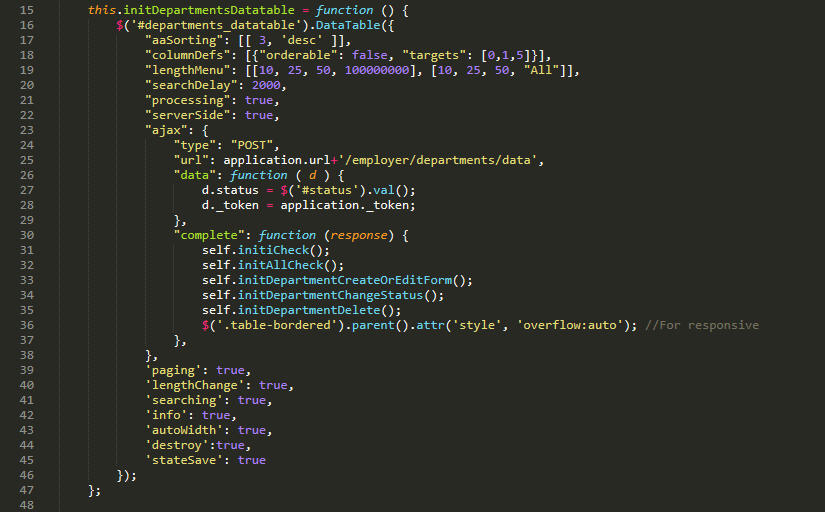 15 this.initDepartmentsDatatable = function () {
16 $('#departments_datatable').DataTable({
17 "aaSorting": [[ 3, 'desc' ]],
18 "columnDefs": [{"orderable": false, "targets": [0,1,5]}],
19 "lengthMenu": [[10, 25, 50, 100000000], [10, 25, 50, "All"]],
20 "searchDelay": 2000,
21 "processing": true,
22 "serverSide": true,
23 "ajax": {
24 "type": "POST",
25 "url": application.url+'/employer/departments/data',
26 "data": function ( d ) {
27 d.status = $('#status').val();
28 d._token = application._token;
29 },
30 "complete": function (response) {
31 self.initiCheck();
32 self.initAllCheck();
33 self.initDepartmentCreateOrEditForm();
34 self.initDepartmentChangeStatus();
35 self.initDepartmentDelete();
36 $('.table-bordered').parent().attr('style', 'overflow:auto'); //For responsive
37 },
38 },
39 'paging': true,
40 'lengthChange': true,
41 'searching': true,
42 'info': true,
43 'autoWidth': true,
44 'destroy':true,
45 'stateSave': true
46 });
47 };
48